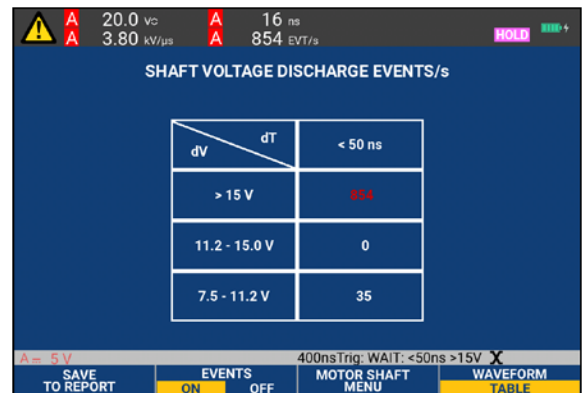 A 20.0 vc A 16 ns
A 3.80 kV/µs A 854 EVT/s
HOLD
SHAFT VOLTAGE DISCHARGE EVENTS/s
dV dT < 50 ns
> 15 V 854
11.2 - 15.0 V 0
7.5 - 11.2 V 35
A= 5 V 400nsTrig: WAIT: <50ns >15V X
SAVE TO REPORT EVENTS ON OFF MOTOR SHAFT MENU WAVEFORM TABLE